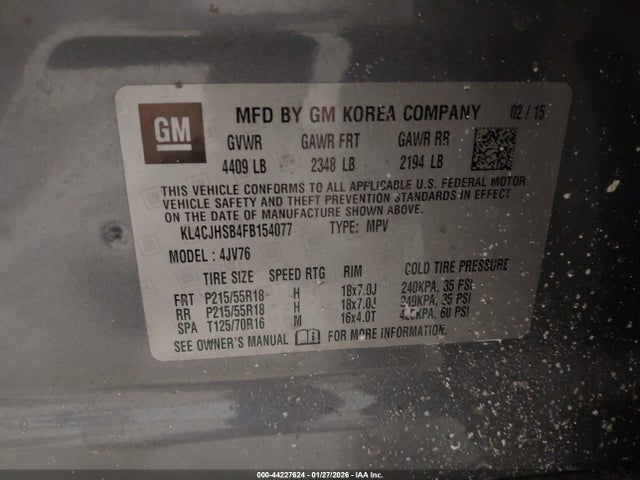 GM
MFD BY GM KOREA COMPANY 02/15
GVWR GAWR FRT GAWR RR
4409 LB 2348 LB 2194 LB
THIS VEHICLE CONFORMS TO ALL APPLICABLE U.S. FEDERAL MOTOR
VEHICLE SAFETY AND THEFT PREVENTION STANDARDS IN EFFECT
ON THE DATE OF MANUFACTURE SHOWN ABOVE.
KL4CJHSB4FB154077 TYPE: MPV
MODEL: 4JV76
TIRE SIZE SPEED RTG RIM COLD TIRE PRESSURE
FRT P215/55R18 H 18x7.0J 240KPA, 35 PSI
RR P215/55R18 H 18x7.0J 240KPA, 35 PSI
SPA T125/70R16 M 16x4.0T 420KPA, 60 PSI
SEE OWNER'S MANUAL FOR MORE INFORMATION.
000-44227624 - 01/27/2026 - IAA Inc.